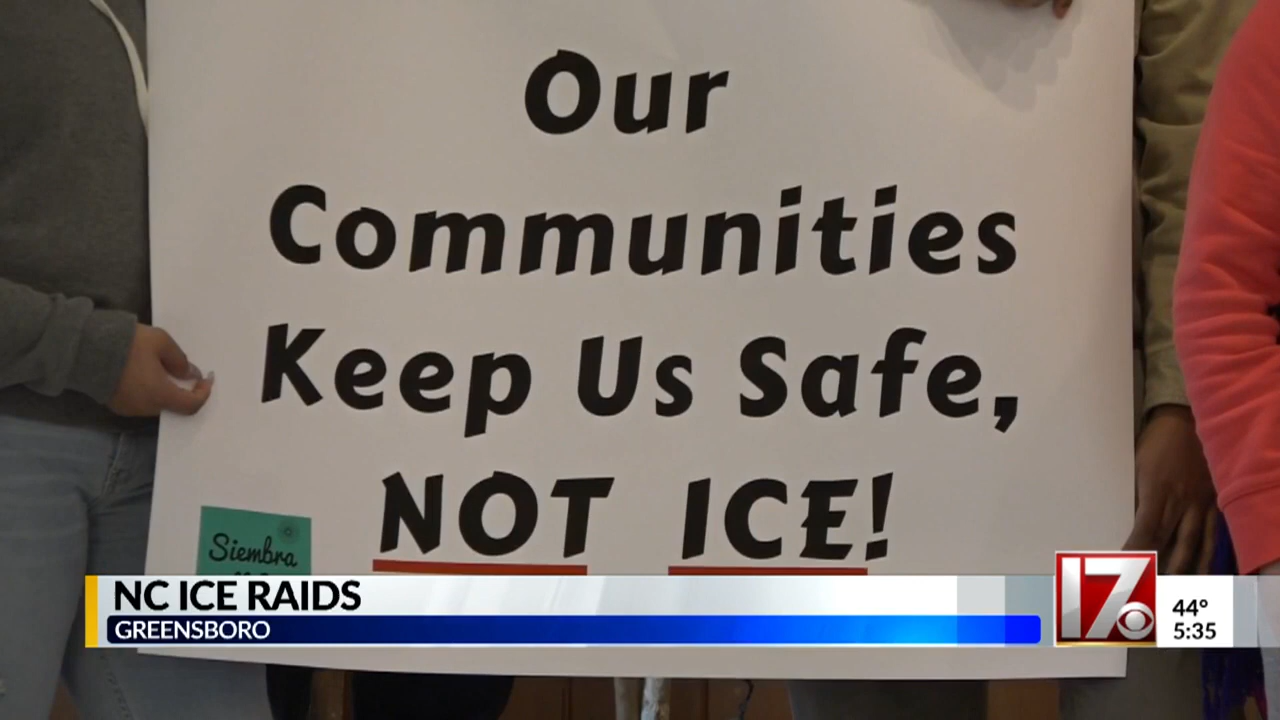 Our
Communities
Keep Us Safe,
NOT ICE!
Siembra
NC ICE RAIDS
GREENSBORO
17
44°
5:35